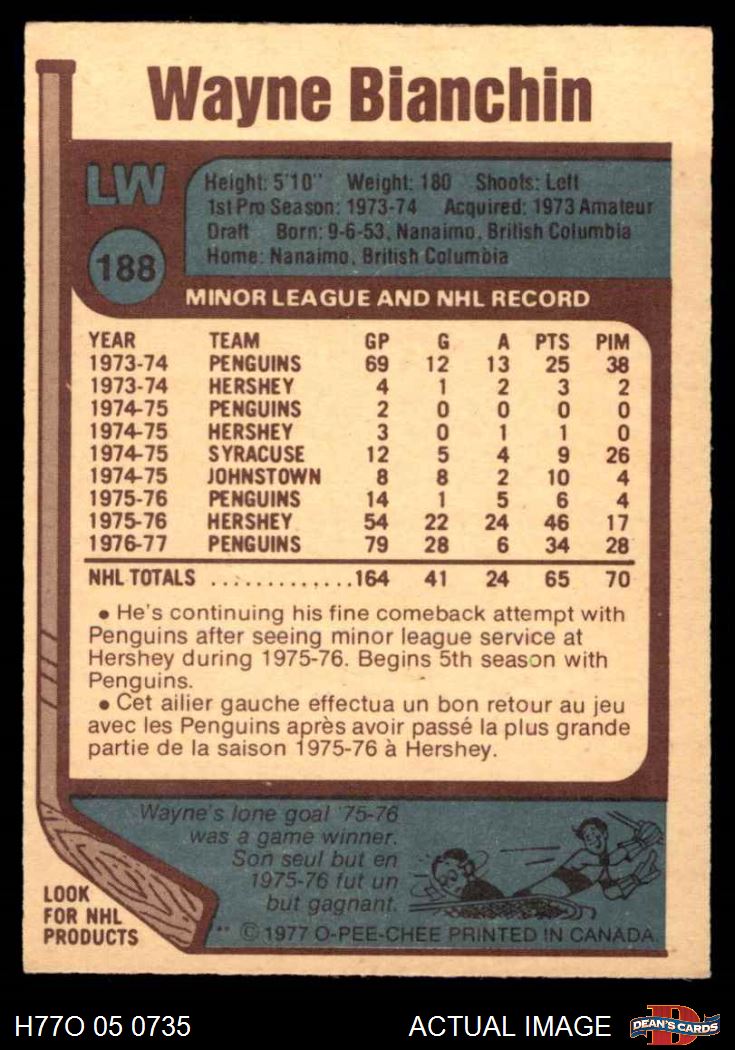 Wayne Bianchin
LW
188
Height: 5'10" Weight: 180 Shoots: Left
1st Pro Season: 1973-74 Acquired: 1973 Amateur
Draft Born: 9-6-53, Nanaimo, British Columbia
Home: Nanaimo, British Columbia
MINOR LEAGUE AND NHL RECORD
YEAR TEAM GP G A PTS PIM
1973-74 PENGUINS 69 12 13 25 38
1973-74 HERSHEY 4 1 2 3 2
1974-75 PENGUINS 2 0 0 0 0
1974-75 HERSHEY 3 0 1 1 0
1974-75 SYRACUSE 12 5 4 9 26
1974-75 JOHNSTOWN 8 8 2 10 4
1975-76 PENGUINS 14 1 5 6 4
1975-76 HERSHEY 54 22 24 46 17
1976-77 PENGUINS 79 28 6 34 28
NHL TOTALS .............164 41 24 65 70
• He's continuing his fine comeback attempt with
Penguins after seeing minor league service at
Hershey during 1975-76. Begins 5th season with
Penguins.
• Cet ailier gauche effectua un bon retour au jeu
avec les Penguins après avoir passé la plus grande
partie de la saison 1975-76 à Hershey.
Wayne's lone goal '75-76
was a game winner.
Son seul but en
1975-76 fut un
but gagnant.
LOOK
FOR NHL
PRODUCTS
** © 1977 O-PEE-CHEE PRINTED IN CANADA.
H77O 05 0735
ACTUAL IMAGE
D
DEAN'S CARDS